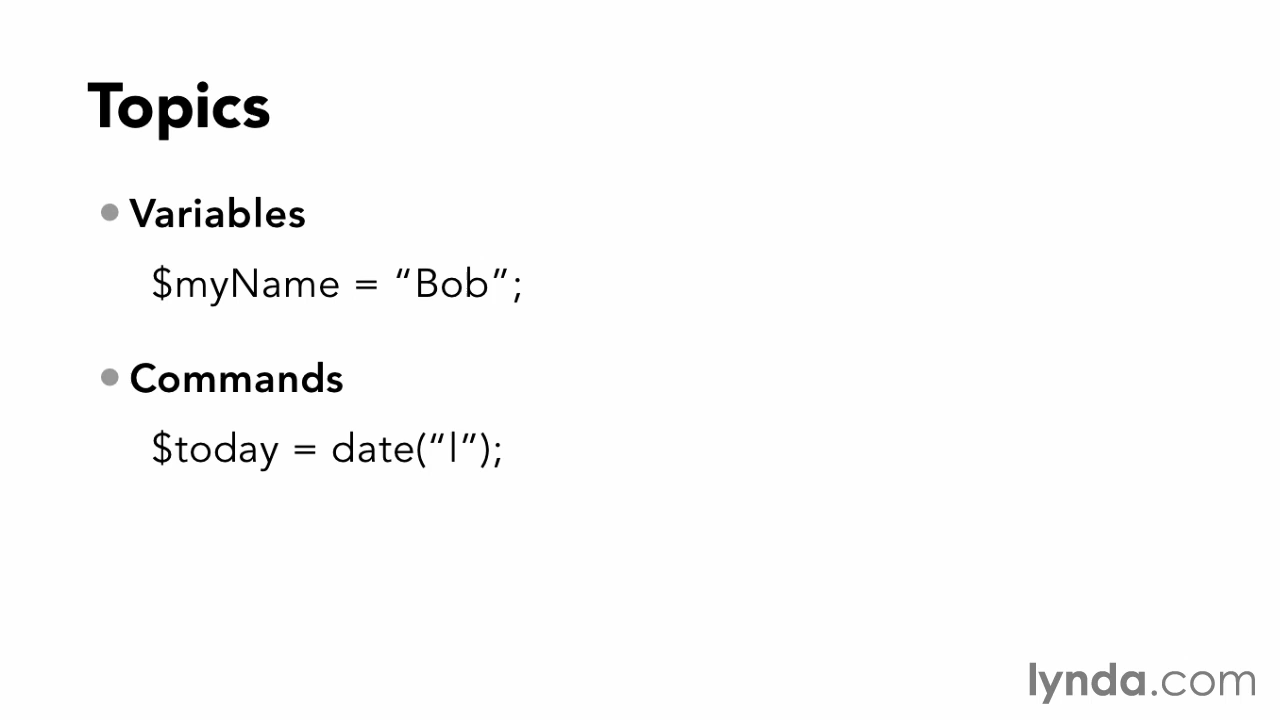 Topics
Variables
$myName = “Bob”;
Commands
$today = date(“l”);
lynda.com